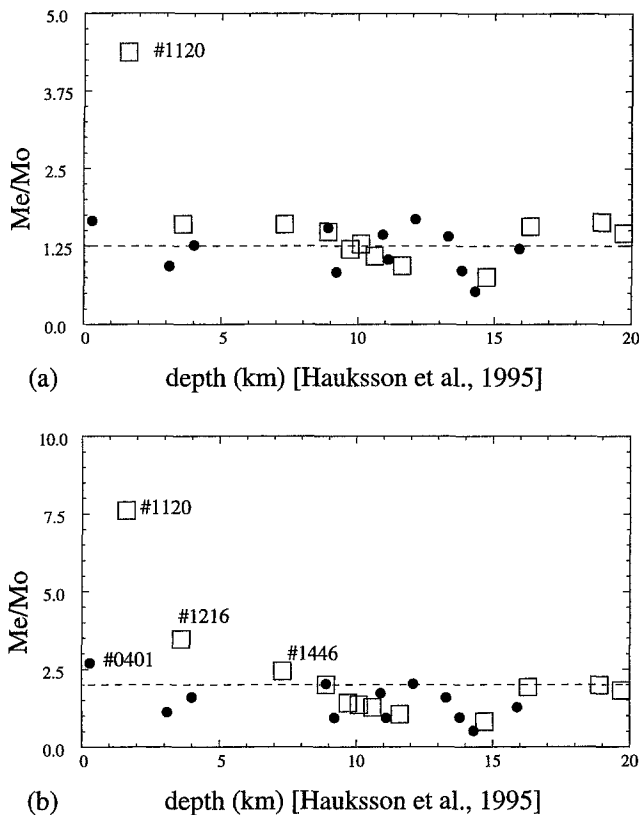 5.0
#1120
3.75
Me/Mo
2.5
1.25
0.0
0 5 10 15 20
(a) depth (km) [Hauksson et al., 1995]
10.0
#1120
7.5
Me/Mo
5.0
#1216
#0401
#1446
2.5
0.0
0 5 10 15 20
(b) depth (km) [Hauksson et al., 1995]